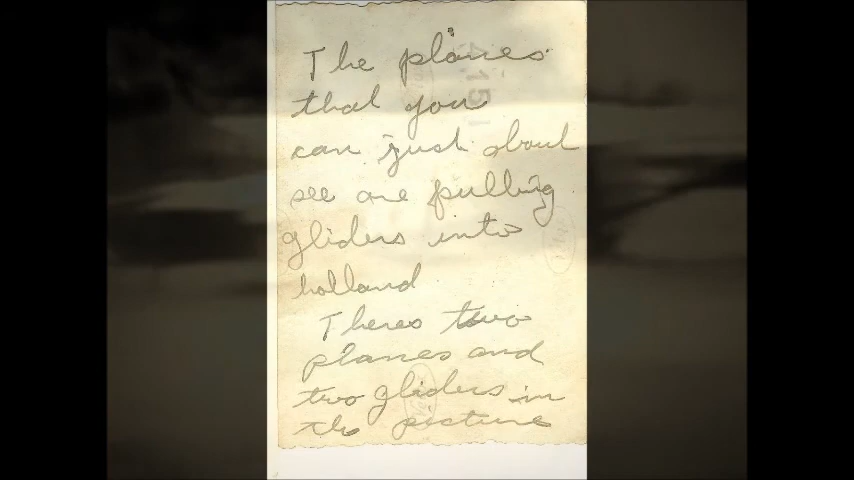 The planes
that you
can just about
see are pulling
gliders into
holland
Theres two
planes and
two gliders in
the picture